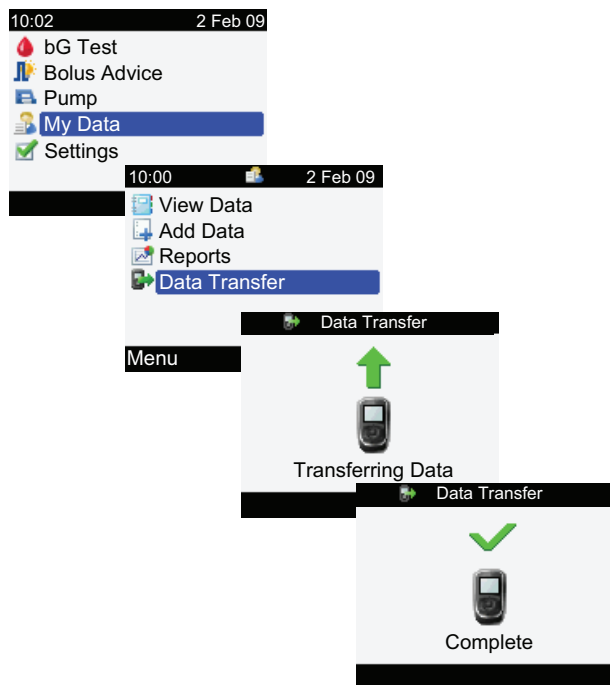 10:02 2 Feb 09
bG Test
Bolus Advice
Pump
My Data
Settings
10:00 2 Feb 09
View Data
Add Data
Reports
Data Transfer
Menu
Data Transfer
Transferring Data
Data Transfer
Complete